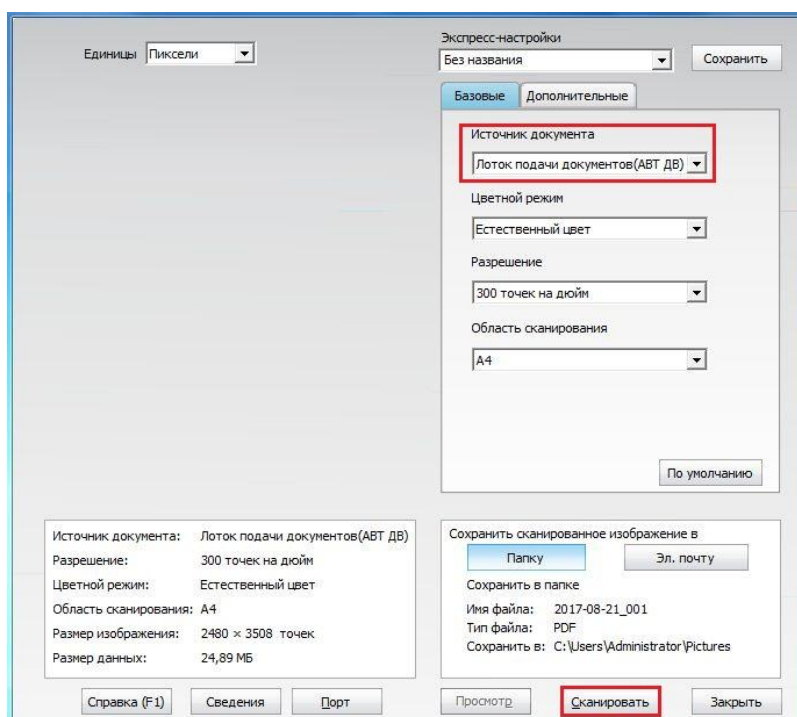 Единицы Пиксели
Экспресс-настройки
Без названия
Сохранить
Базовые Дополнительные
Источник документа
Лоток подачи документов(АВТ ДВ)
Цветной режим
Естественный цвет
Разрешение
300 точек на дюйм
Область сканирования
A4
По умолчанию
Источник документа: Лоток подачи документов(АВТ ДВ)
Разрешение: 300 точек на дюйм
Цветной режим: Естественный цвет
Область сканирования: A4
Размер изображения: 2480 × 3508 точек
Размер данных: 24,89 МБ
Сохранить сканированное изображение в
Папку Эл. почту
Сохранить в папке
Имя файла: 2017-08-21_001
Тип файла: PDF
Сохранить в: C:\Users\Administrator\Pictures
Справка (F1) Сведения Порт Просмотр Сканировать Закрыть